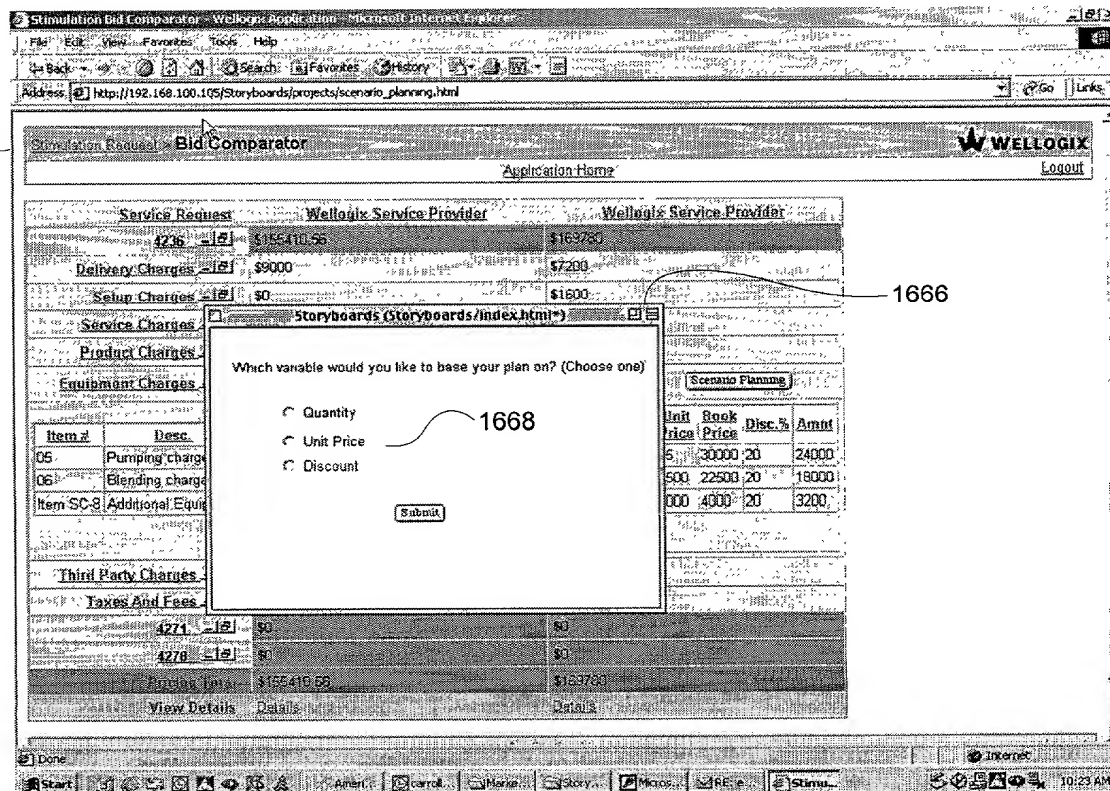 Stimulation Bid Comparator - Wellogix Application - Microsoft Internet Explorer
File Edit View Favorites Tools Help
Back Search Favorites History
Address http://192.168.100.105/Storyboards/projects/scenario_planning.html Go Links
Stimulation Request > Bid Comparator WELLOGIX
Application Home Logout
Service Request Wellogix Service Provider Wellogix Service Provider
4236 $155410.56 $169780
Delivery Charges $9000 $7200
Setup Charges $0 $1600
1666
Service Charges
Product Charges
Equipment Charges Scenario Planning
Storyboards (Storyboards/index.html*)
Which variable would you like to base your plan on? (Choose one)
Quantity
Unit Price
1668
Discount
Submit
Item # Desc. Unit Price Book Price Disc.% Amnt
05 Pumping charge 30000 20 24000
06 Blending charge 500 22500 20 18000
Item SC-8 Additional Equip 000 4000 20 3200
Third Party Charges
Taxes And Fees
4271 $0 $0
4278 $0 $0
$155410.56 $169780
View Details Details Details
Done Internet
Start Ameri... carrol... Marke... Story... Micros... RE: e... Stimu... 10:23 AM